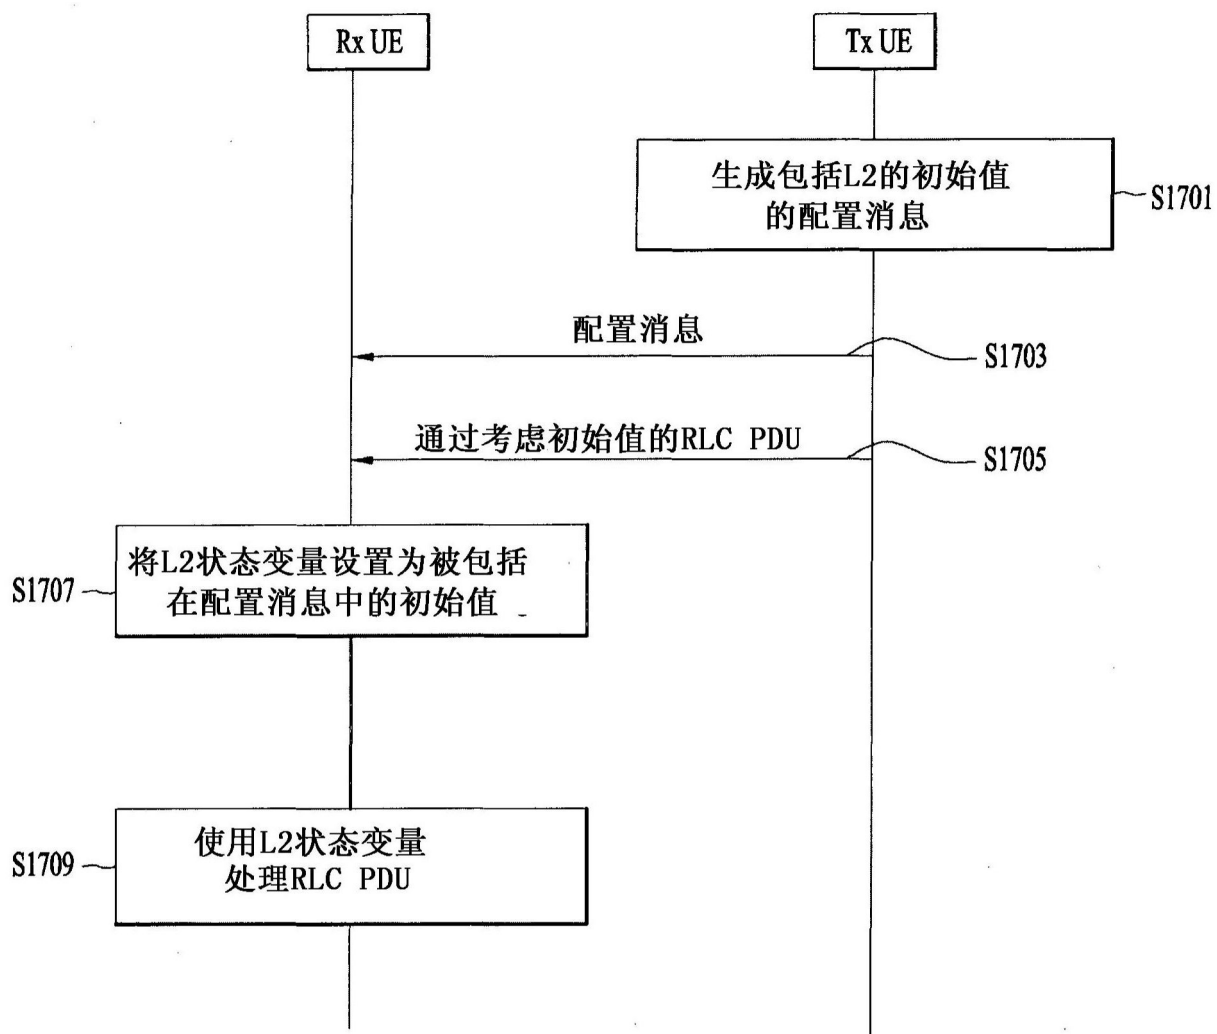 Rx UE
Tx UE
生成包括L2的初始值
的配置消息
S1701
配置消息
S1703
通过考虑初始值的RLC PDU
S1705
将L2状态变量设置为被包括
在配置消息中的初始值
S1707
使用L2状态变量
处理RLC PDU
S1709